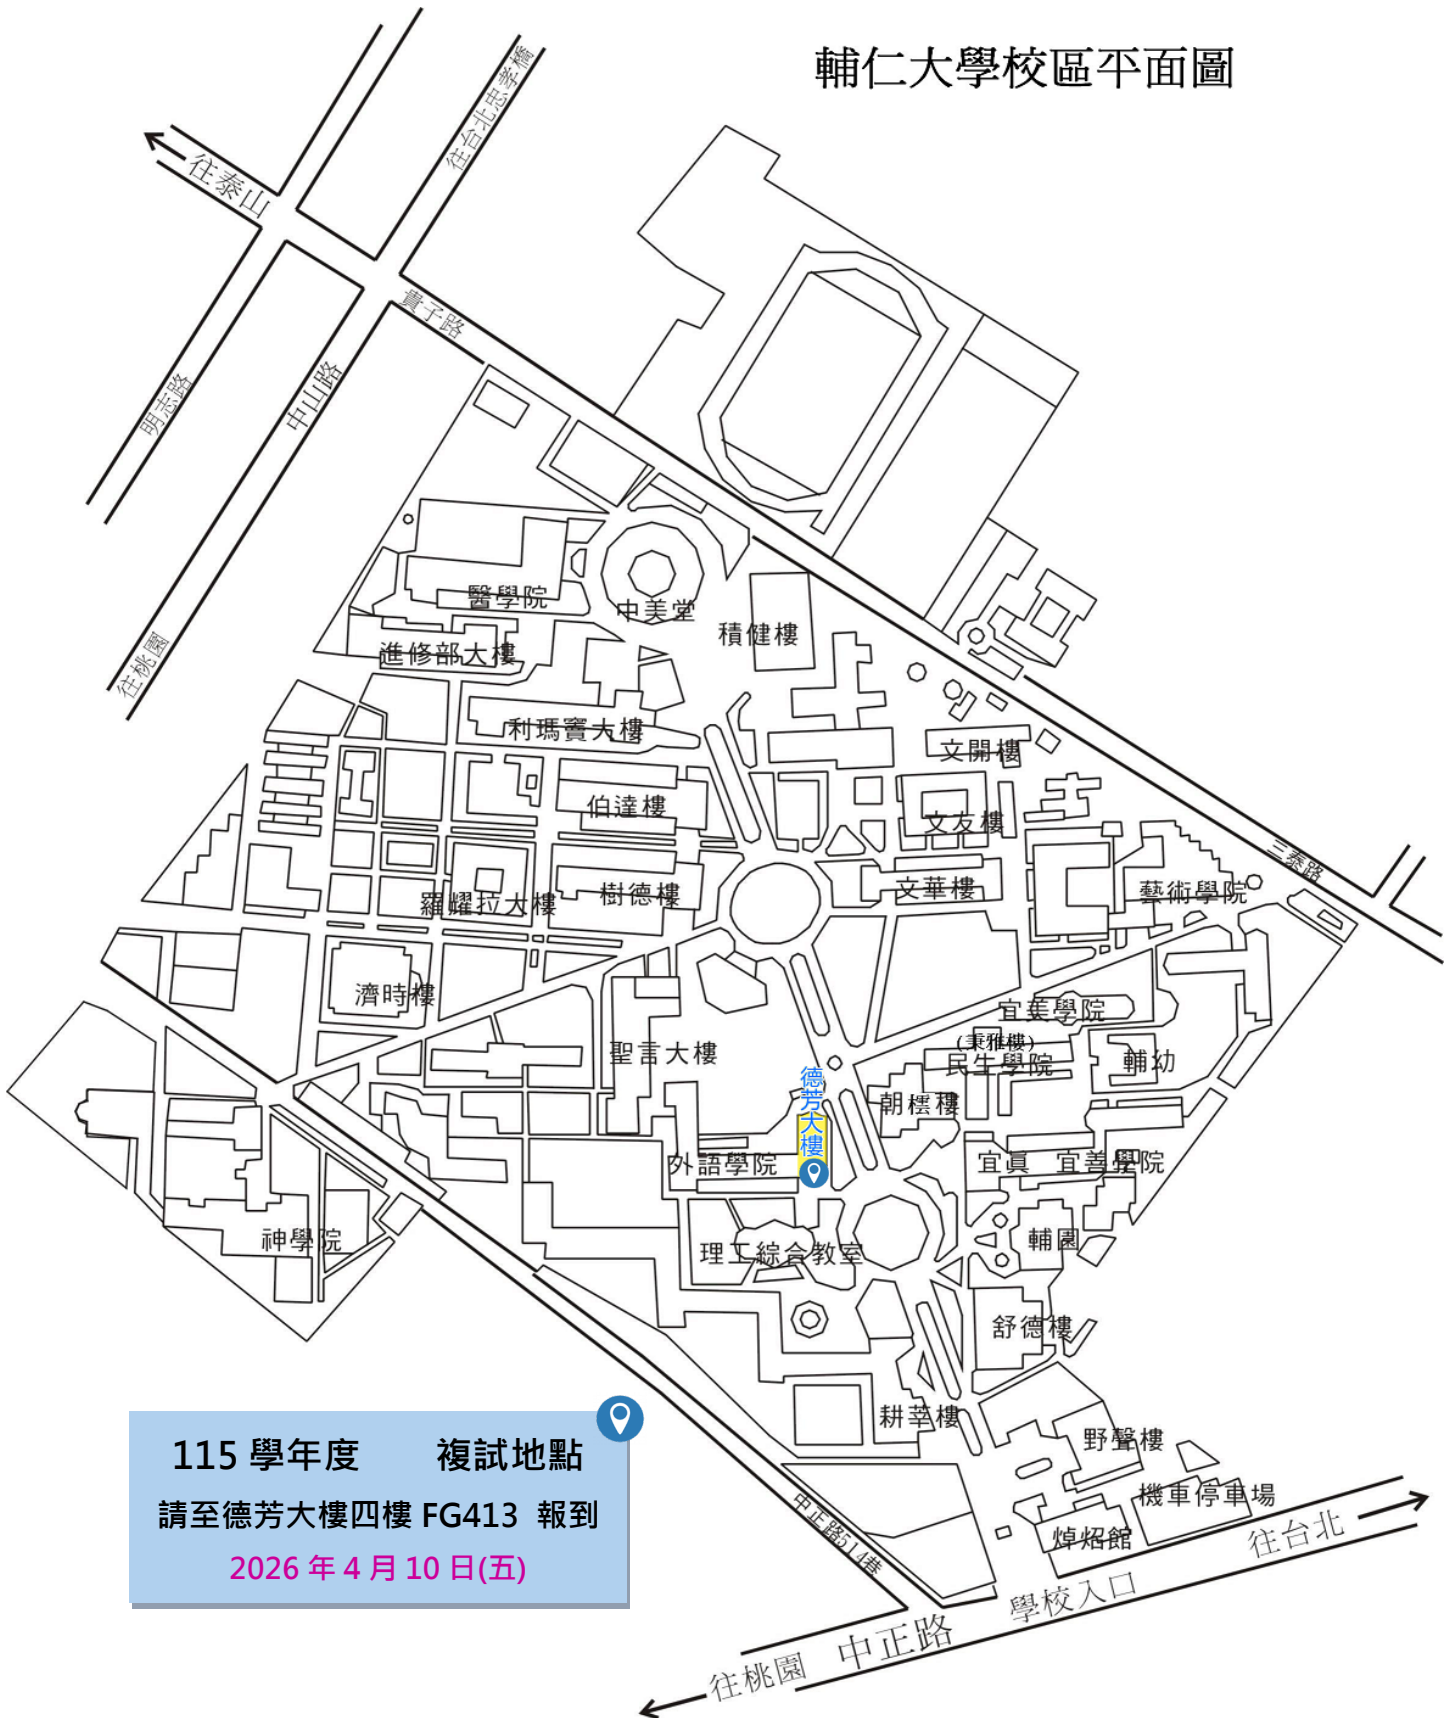 輔仁大學校區平面圖
往台北忠孝橋
往泰山
貴子路
明志路
中山路
往桃園
醫學院
中美堂
積健樓
進修部大樓
利瑪竇大樓
文開樓
伯達樓
文友樓
三泰路
樹德樓
文華樓
藝術學院
羅耀拉大樓
濟時樓
宜美學院
(秉雅樓)
聖言大樓
民生學院
輔幼
德芳大樓
朝橒樓
外語學院
宜眞
宜善學院
神學院
輔園
理工綜合教室
舒德樓
耕莘樓
野聲樓
機車停車場
焯炤館
中正路514巷
往台北
學校入口
中正路
往桃園
115 學年度 複試地點
請至德芳大樓四樓 FG413 報到
2026 年 4 月 10 日(五)